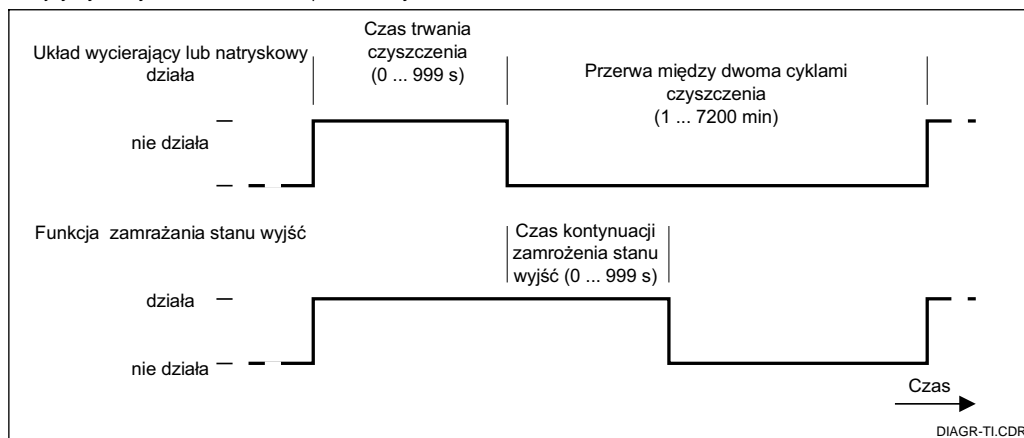 Układ wycierający lub natryskowy
działa
Czas trwania
czyszczenia
(0 ... 999 s)
Przerwa między dwoma cyklami
czyszczenia
(1 ... 7200 min)
nie działa
Funkcja zamrażania stanu wyjść
Czas kontynuacji
zamrożenia stanu
wyjść (0 ... 999 s)
działa
nie działa
Czas
DIAGR-TI.CDR